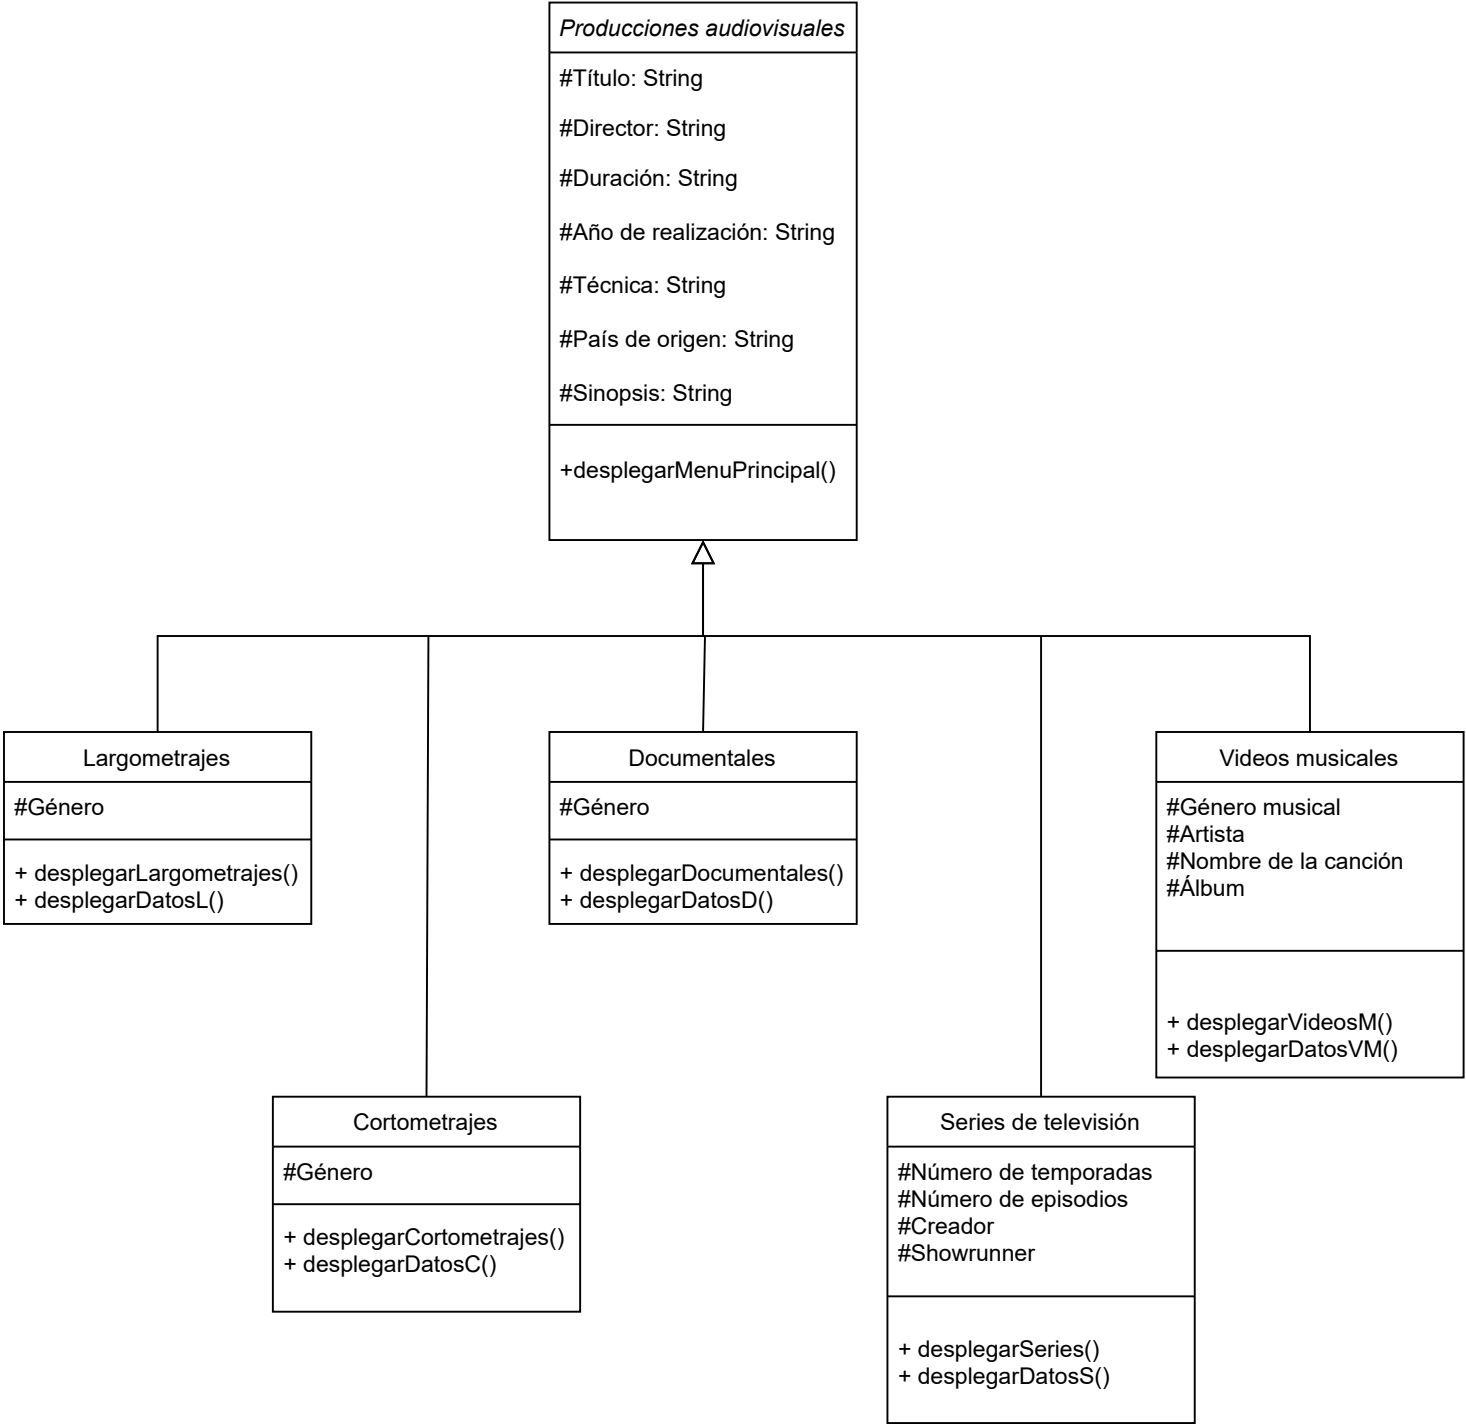 Producciones audiovisuales
#Título: String
#Director: String
#Duración: String
#Año de realización: String
#Técnica: String
#País de origen: String
#Sinopsis: String
+desplegarMenuPrincipal()
Largometrajes
#Género
+ desplegarLargometrajes()
+ desplegarDatosL()
Documentales
#Género
+ desplegarDocumentales()
+ desplegarDatosD()
Videos musicales
#Género musical
#Artista
#Nombre de la canción
#Álbum
+ desplegarVideosM()
+ desplegarDatosVM()
Cortometrajes
#Género
+ desplegarCortometrajes()
+ desplegarDatosC()
Series de televisión
#Número de temporadas
#Número de episodios
#Creador
#Showrunner
+ desplegarSeries()
+ desplegarDatosS()